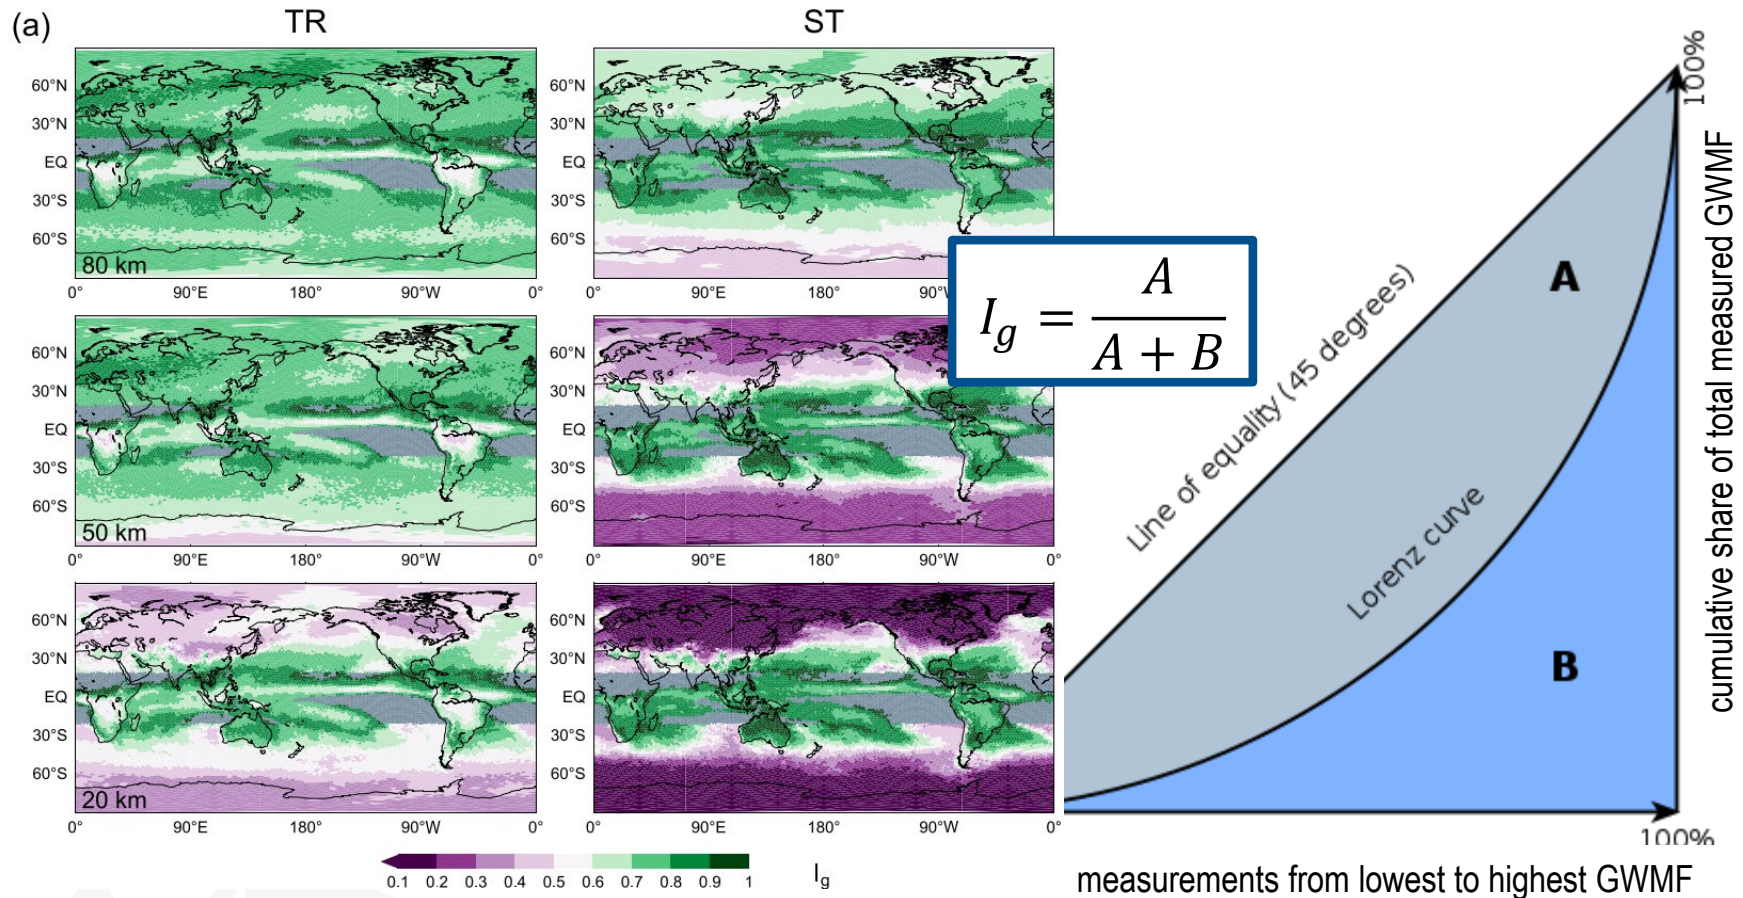 (a)
TR
ST
60°N
30°N
EQ
30°S
60°S
80 km
0°
90°E
180°
90°W
0°
60°N
30°N
EQ
30°S
60°S
0°
90°E
180°
90°W
60°N
30°N
EQ
30°S
60°S
50 km
0°
90°E
180°
90°W
0°
60°N
30°N
EQ
30°S
60°S
0°
90°E
180°
90°W
0°
60°N
30°N
EQ
30°S
60°S
20 km
0°
90°E
180°
90°W
0°
60°N
30°N
EQ
30°S
60°S
0°
90°E
180°
90°W
0°
0.1 0.2 0.3 0.4 0.5 0.6 0.7 0.8 0.9 1
I_g
I_g = A / (A + B)
Line of equality (45 degrees)
Lorenz curve
A
B
100%
cumulative share of total measured GWMF
100%
measurements from lowest to highest GWMF